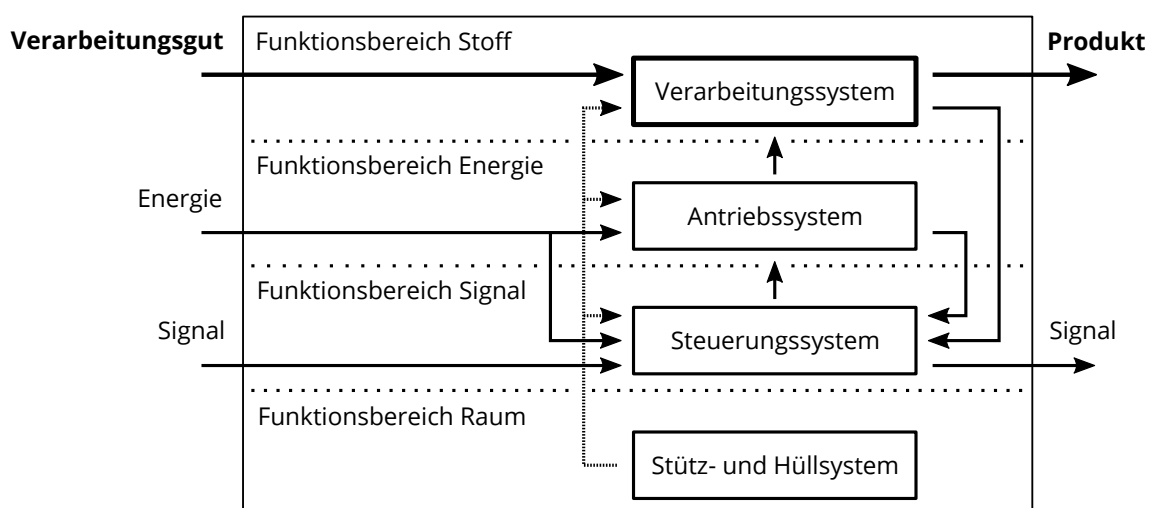 Verarbeitungsgut
Funktionsbereich Stoff
Produkt
Verarbeitungssystem
Funktionsbereich Energie
Energie
Antriebssystem
Funktionsbereich Signal
Signal
Steuerungssystem
Signal
Funktionsbereich Raum
Stütz- und Hüllsystem